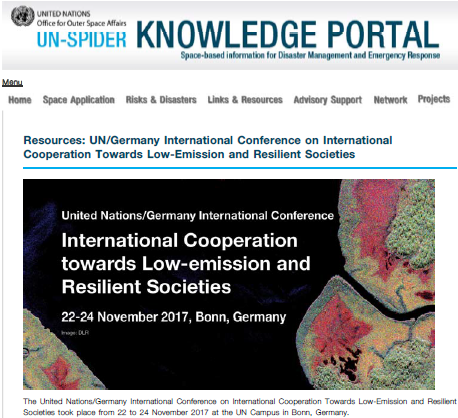 UNITED NATIONS
Office for Outer Space Affairs
UN-SPIDER KNOWLEDGE PORTAL
Space-based information for Disaster Management and Emergency Response
Menu
Home Space Application Risks & Disasters Links & Resources Advisory Support Network Projects
Resources: UN/Germany International Conference on International
Cooperation Towards Low-Emission and Resilient Societies
United Nations/Germany International Conference
International Cooperation
towards Low-emission and
Resilient Societies
22-24 November 2017, Bonn, Germany
Image: DLR
The United Nations/Germany International Conference on International Cooperation Towards Low-Emission and Resilient
Societies took place from 22 to 24 November 2017 at the UN Campus in Bonn, Germany.